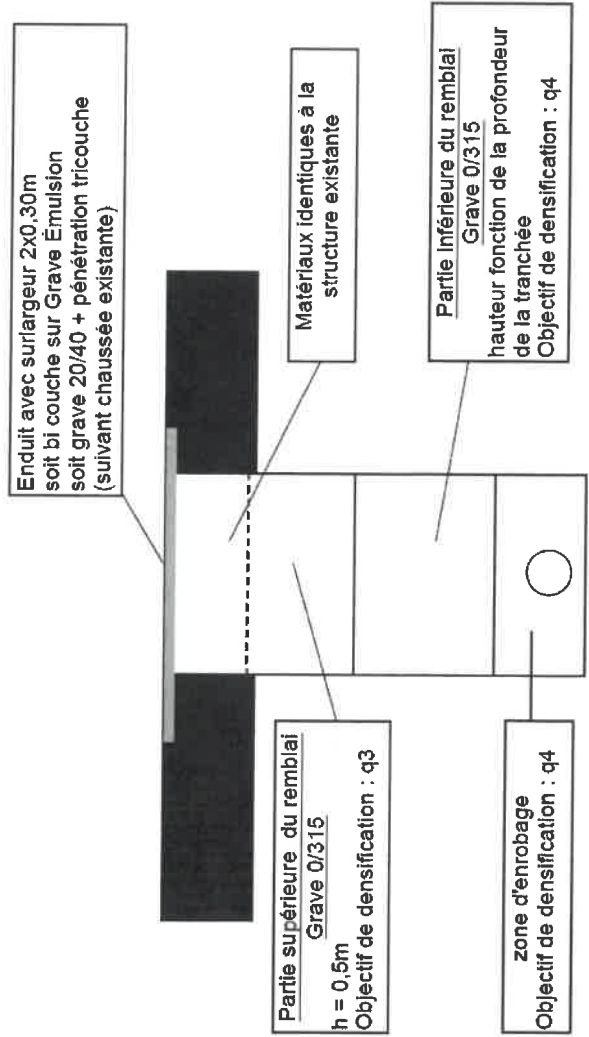 Enduit avec surlargeur 2x0,30m
soit bi couche sur Grave Emulsion
soit grave 20/40 + pénétration tricouche
(suivant chaussée existante)
Matériaux identiques à la
structure existante
Partie supérieure du remblai
Grave 0/315
h = 0,5m
Objectif de densification : q3
Partie Inférieure du remblai
Grave 0/315
hauteur fonction de la profondeur
de la tranchée
Objectif de densification : q4
zone d'enrobage
Objectif de densification : q4